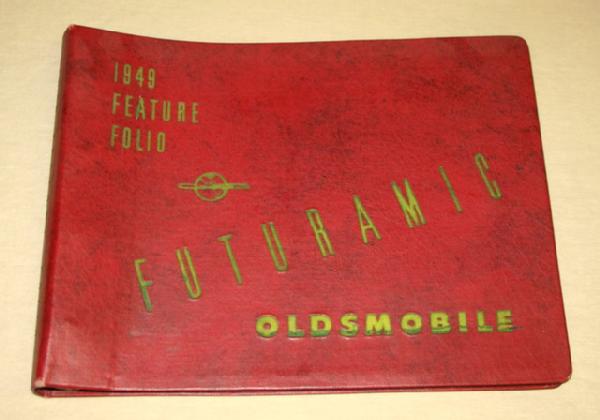 1949
FEATURE
FOLIO
FUTURAMIC
OLDSMOBILE